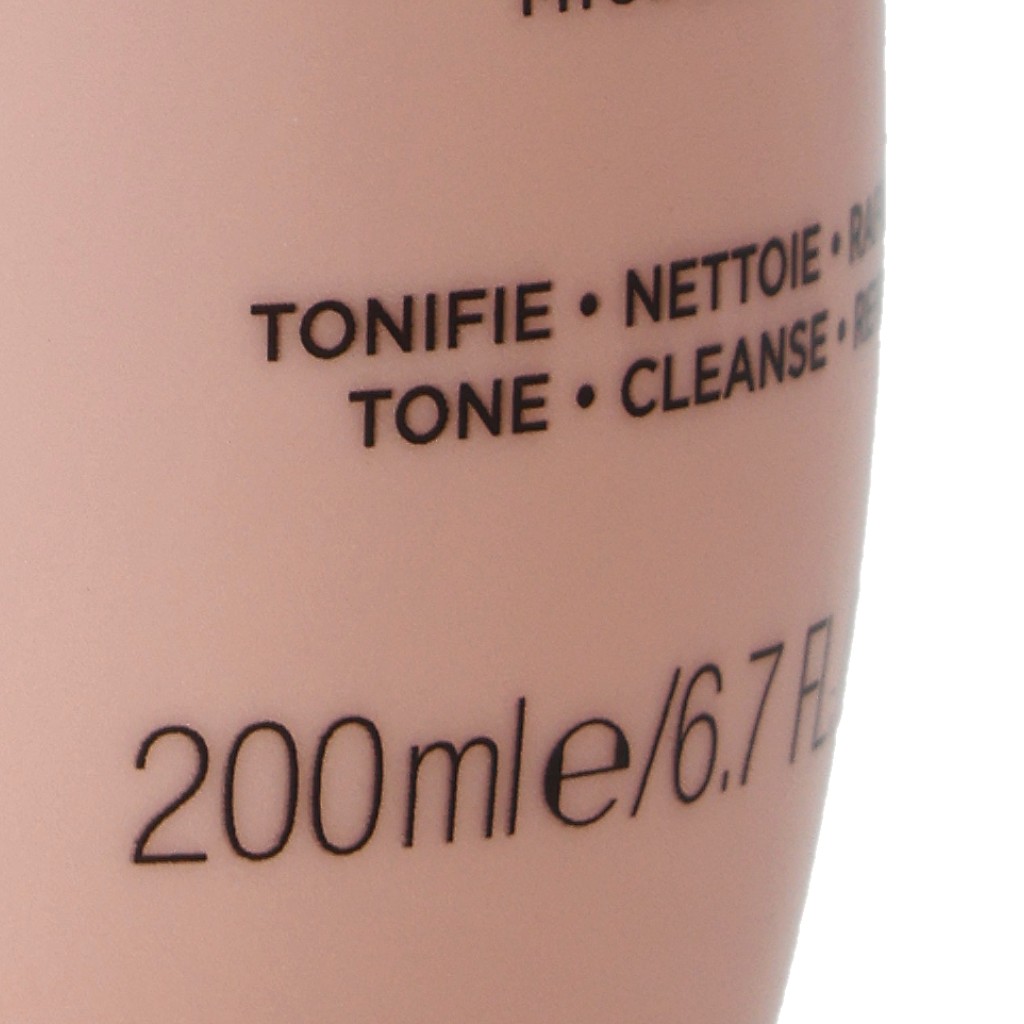 TONIFIE • NETTOIE •
TONE • CLEANSE •
200ml℮/6.7 FL.